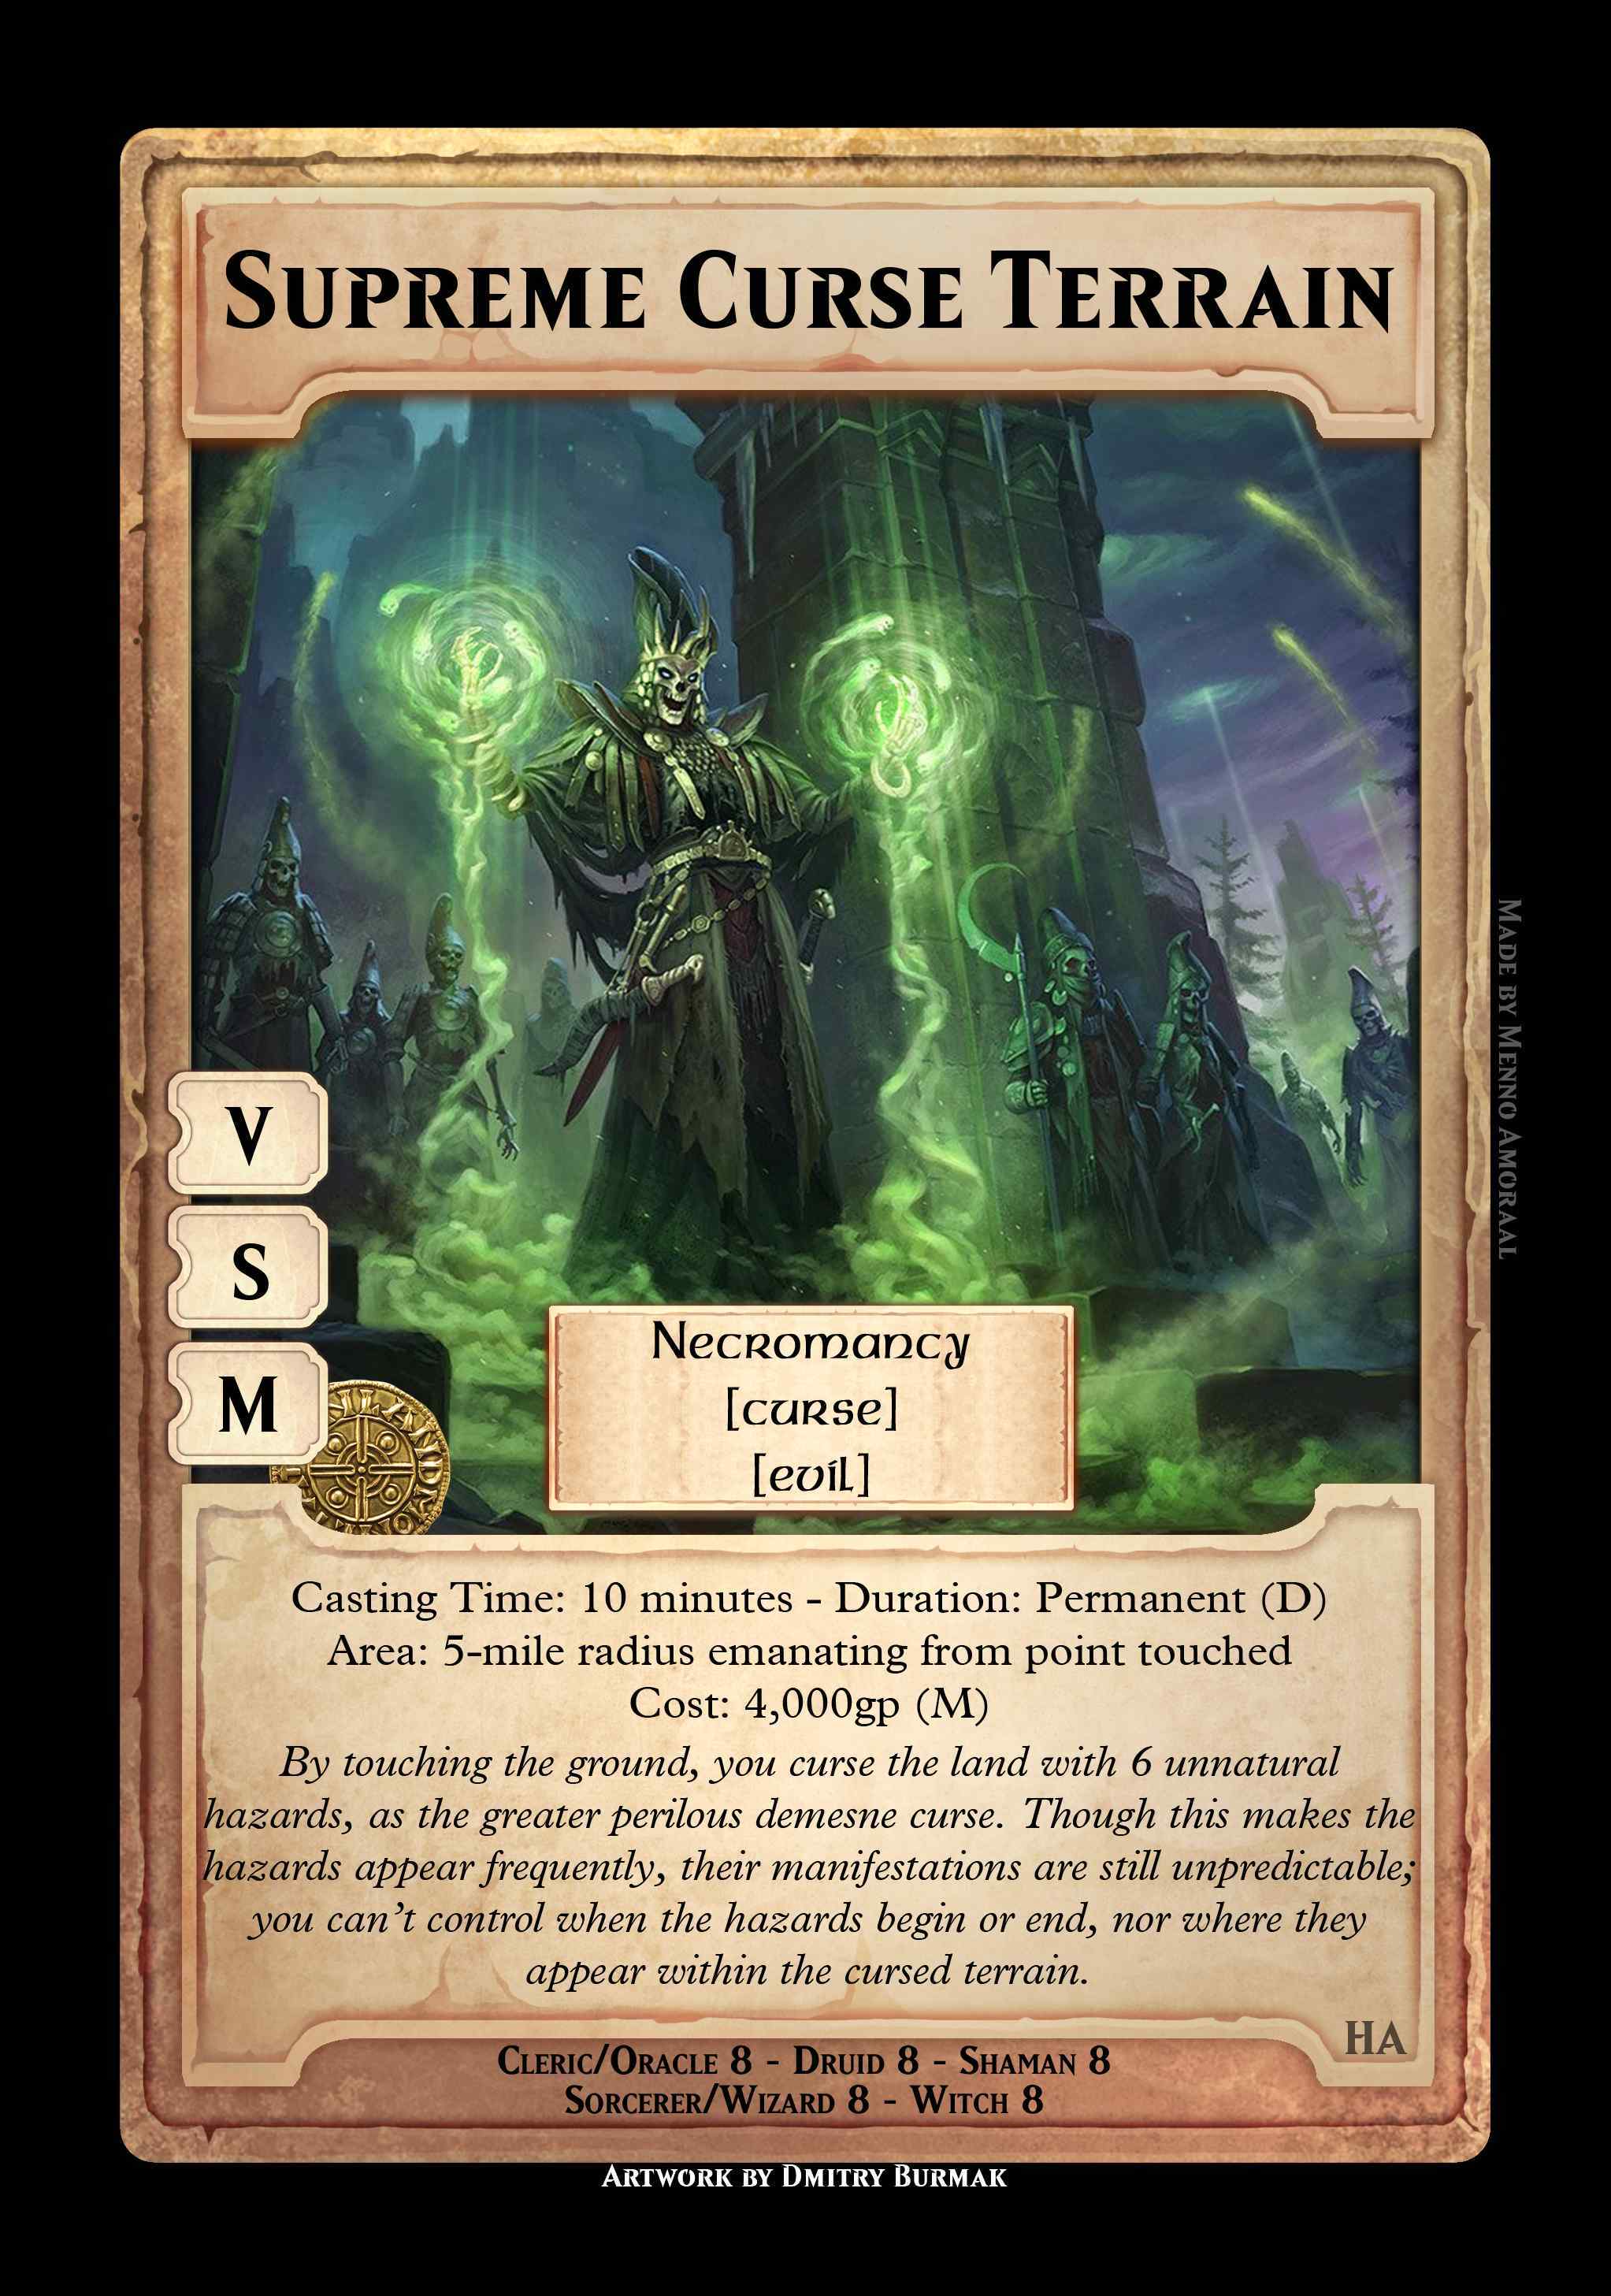 Supreme Curse Terrain
V
S
M
Necromancy
[curse]
[evil]
Casting Time: 10 minutes - Duration: Permanent (D)
Area: 5-mile radius emanating from point touched
Cost: 4,000gp (M)
By touching the ground, you curse the land with 6 unnatural
hazards, as the greater perilous demesne curse. Though this makes the
hazards appear frequently, their manifestations are still unpredictable;
you can't control when the hazards begin or end, nor where they
appear within the cursed terrain.
HA
Cleric/Oracle 8 - Druid 8 - Shaman 8
Sorcerer/Wizard 8 - Witch 8
Artwork by Dmitry Burmak
Made by Menno Amoraal